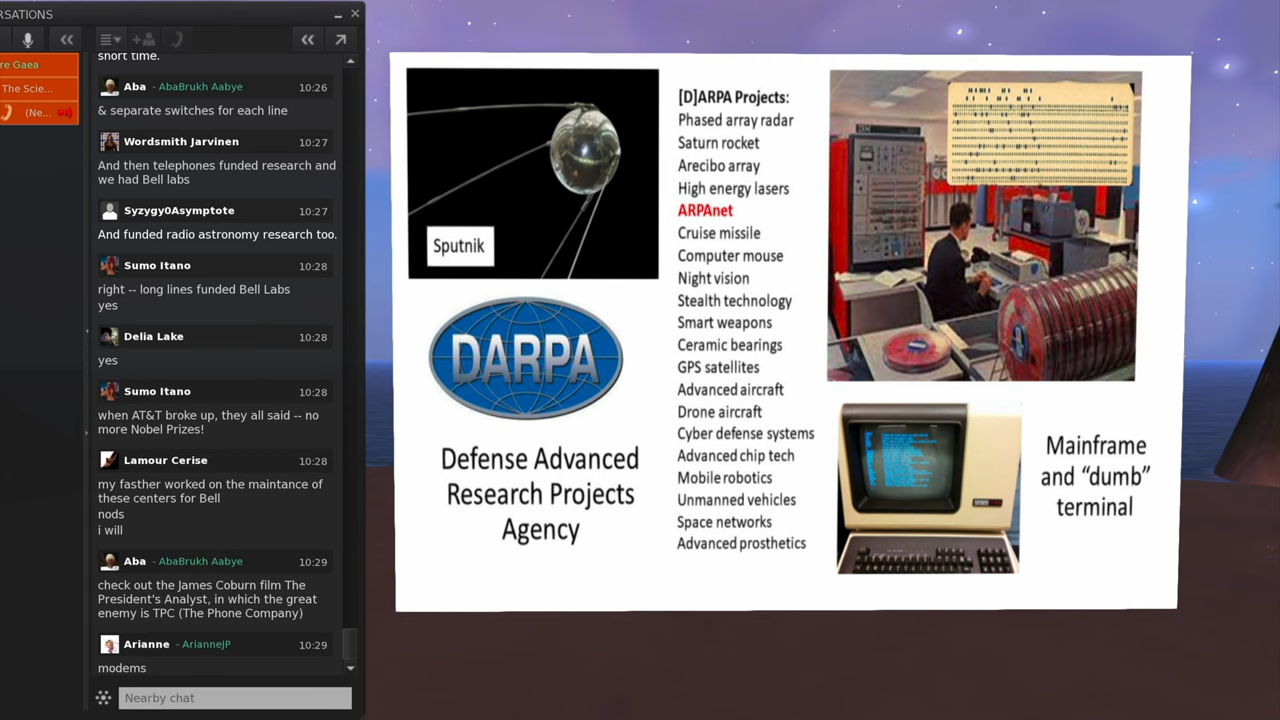 RSATIONS
short time.
Aba - AbaBrukh Aabye 10:26
& separate switches for each line
Wordsmith Jarvinen 10:27
And then telephones funded research and
we had Bell labs
Syzygy0Asymptote 10:27
And funded radio astronomy research too.
Sumo Itano 10:28
right -- long lines funded Bell Labs
yes
Delia Lake 10:28
yes
Sumo Itano 10:28
when AT&T broke up, they all said -- no
more Nobel Prizes!
Lamour Cerise 10:28
my fasther worked on the maintance of
these centers for Bell
nods
i will
Aba - AbaBrukh Aabye 10:29
check out the James Coburn film The
President's Analyst, in which the great
enemy is TPC (The Phone Company)
Arianne - ArianneJP 10:29
modems
Nearby chat
re Gaea
The Scie...
(Ne...
Sputnik
DARPA
Defense Advanced
Research Projects
Agency
[D]ARPA Projects:
Phased array radar
Saturn rocket
Arecibo array
High energy lasers
ARPAnet
Cruise missile
Computer mouse
Night vision
Stealth technology
Smart weapons
Ceramic bearings
GPS satellites
Advanced aircraft
Drone aircraft
Cyber defense systems
Advanced chip tech
Mobile robotics
Unmanned vehicles
Space networks
Advanced prosthetics
IBM
Mainframe
and “dumb”
terminal